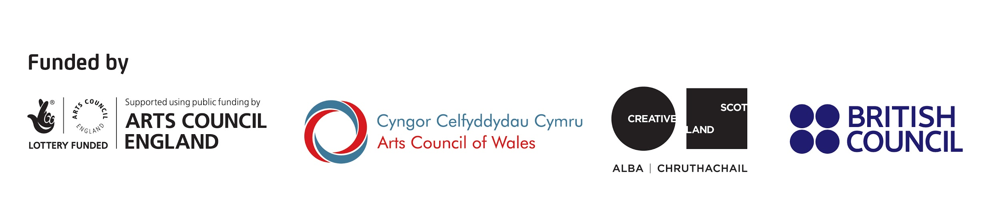 Funded by
ARTS COUNCIL
ENGLAND
LOTTERY FUNDED
Supported using public funding by
ARTS COUNCIL
ENGLAND
Cyngor Celfyddydau Cymru
Arts Council of Wales
CREATIVE
SCOT
LAND
ALBA | CHRUTHACHAIL
BRITISH
COUNCIL